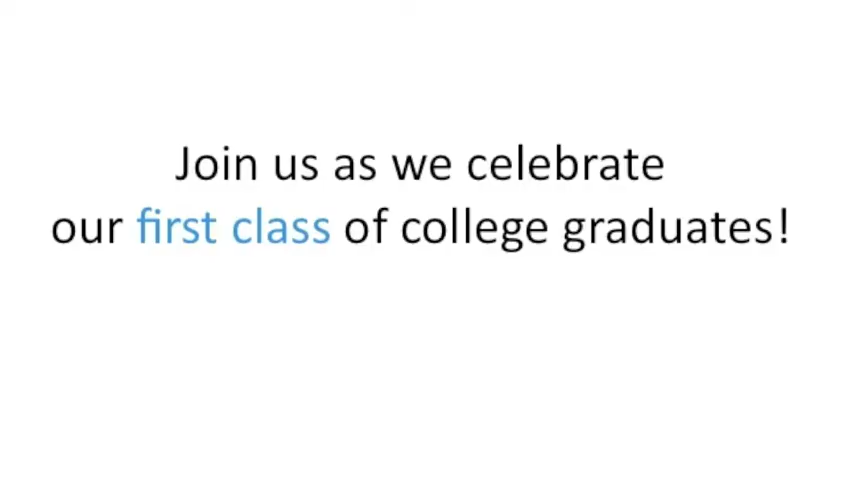 Join us as we celebrate
our first class of college graduates!